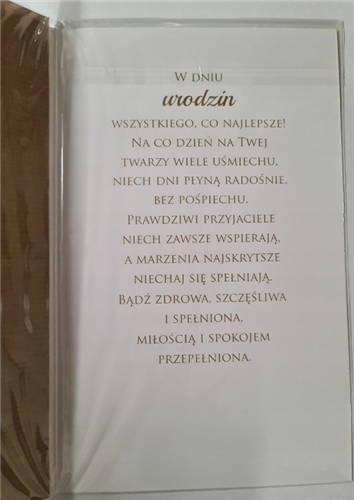 W DNIU
urodzin
WSZYSTKIEGO, CO NAJLEPSZE!
NA CO DZIEŃ NA TWEJ
TWARZY WIELE UŚMIECHU,
NIECH DNI PŁYNĄ RADOŚNIE,
BEZ POŚPIECHU.
PRAWDZIWI PRZYJACIELE
NIECH ZAWSZE WSPIERAJĄ,
A MARZENIA NAJSKRYTSZE
NIECHAJ SIĘ SPEŁNIAJĄ.
BĄDŹ ZDROWA, SZCZĘŚLIWA
I SPEŁNIONA,
MIŁOŚCIĄ I SPOKOJEM
PRZEPEŁNIONA.